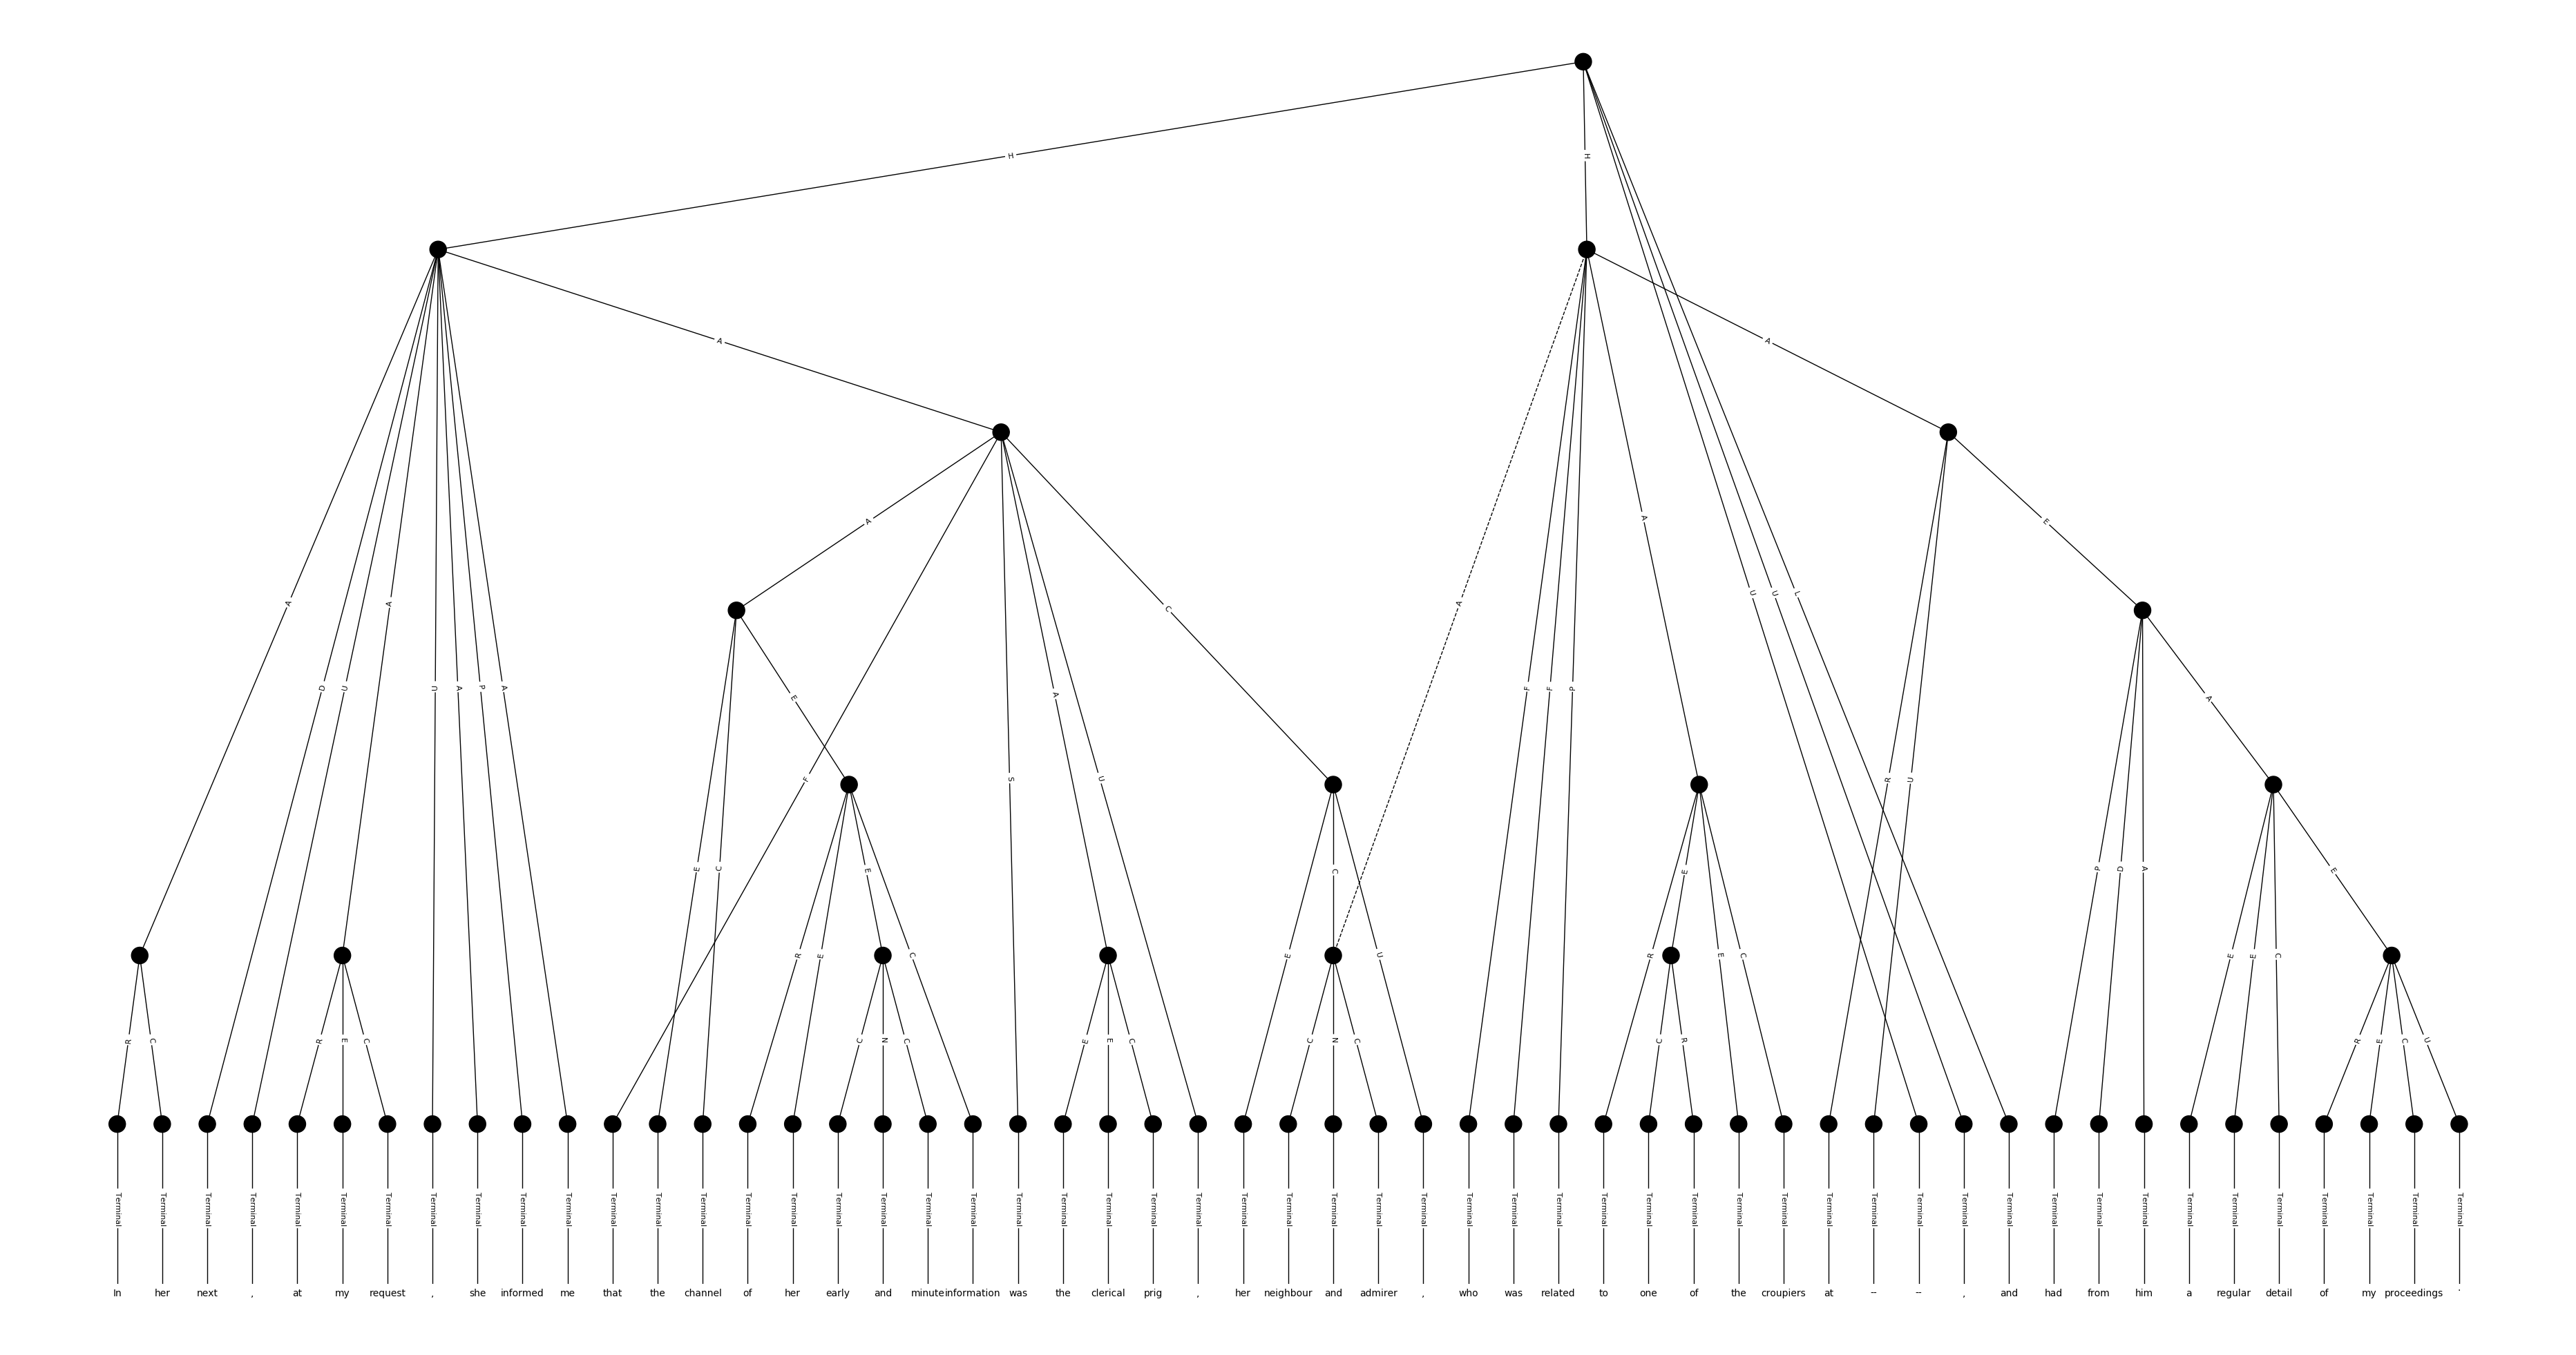 H H
A A
A E
A D U A U A P A E F S A U C A F F P A U U L R U A
E C R E E C E C U R E E C P D A E E C E
R C R E C C N C E E C C N C C R R E C U
Terminal Terminal Terminal Terminal Terminal Terminal Terminal Terminal Terminal Terminal Terminal Terminal Terminal Terminal Terminal Terminal Terminal Terminal Terminal Terminal Terminal Terminal Terminal Terminal Terminal Terminal Terminal Terminal Terminal Terminal Terminal Terminal Terminal Terminal Terminal Terminal Terminal Terminal Terminal Terminal Terminal Terminal Terminal Terminal Terminal Terminal Terminal Terminal Terminal Terminal Terminal Terminal Terminal
In her next , at my request , she informed me that the channel of her early and minute information was the clerical prig , her neighbour and admirer , who was related to one of the croupiers at -- -- , and had from him a regular detail of my proceedings .